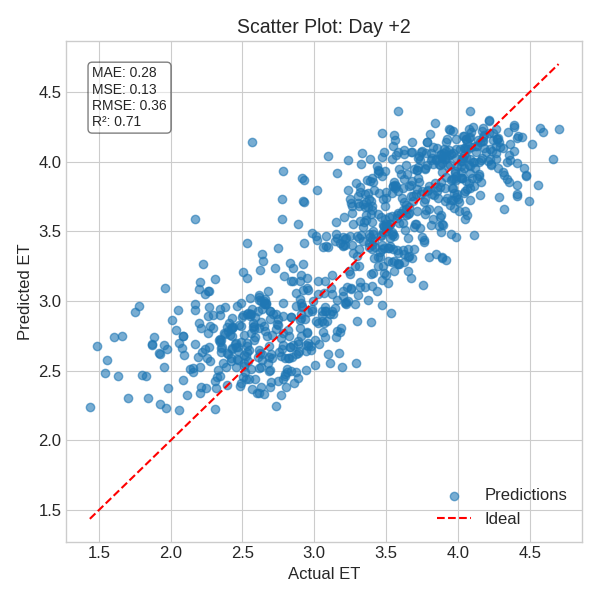 Scatter Plot: Day +2
MAE: 0.28
MSE: 0.13
RMSE: 0.36
R²: 0.71
4.5
4.0
3.5
3.0
2.5
2.0
1.5
Predicted ET
Predictions
Ideal
1.5 2.0 2.5 3.0 3.5 4.0 4.5
Actual ET